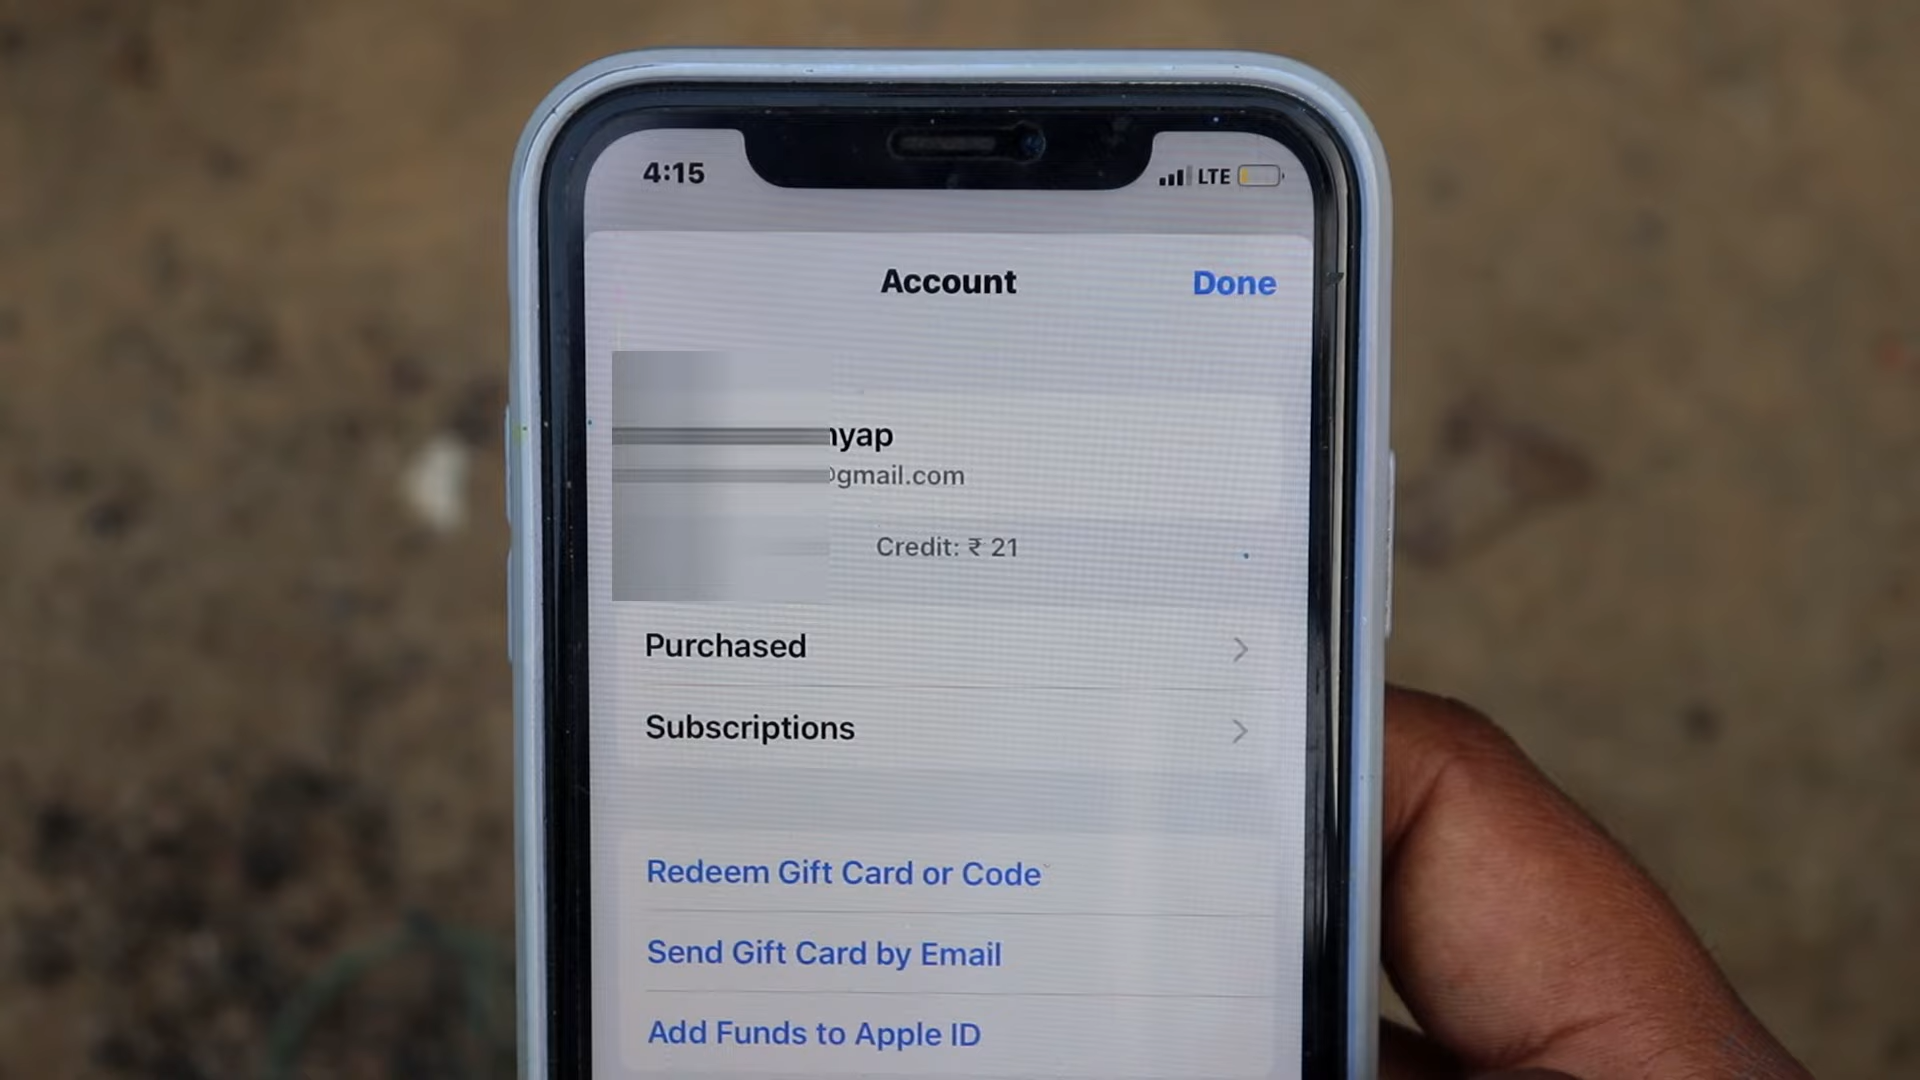 4:15
LTE
Account
Done
nyap
@gmail.com
Credit: ₹ 21
Purchased
Subscriptions
Redeem Gift Card or Code
Send Gift Card by Email
Add Funds to Apple ID